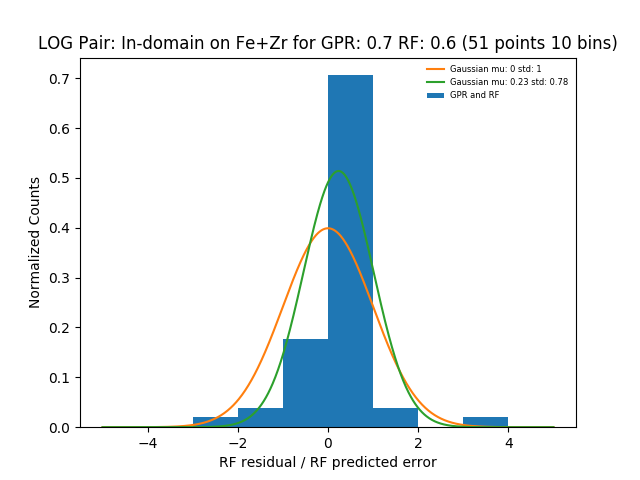 LOG Pair: In-domain on Fe+Zr for GPR: 0.7 RF: 0.6 (51 points 10 bins)
Gaussian mu: 0 std: 1
Gaussian mu: 0.23 std: 0.78
GPR and RF
Normalized Counts
0.7
0.6
0.5
0.4
0.3
0.2
0.1
0.0
−4 −2 0 2 4
RF residual / RF predicted error